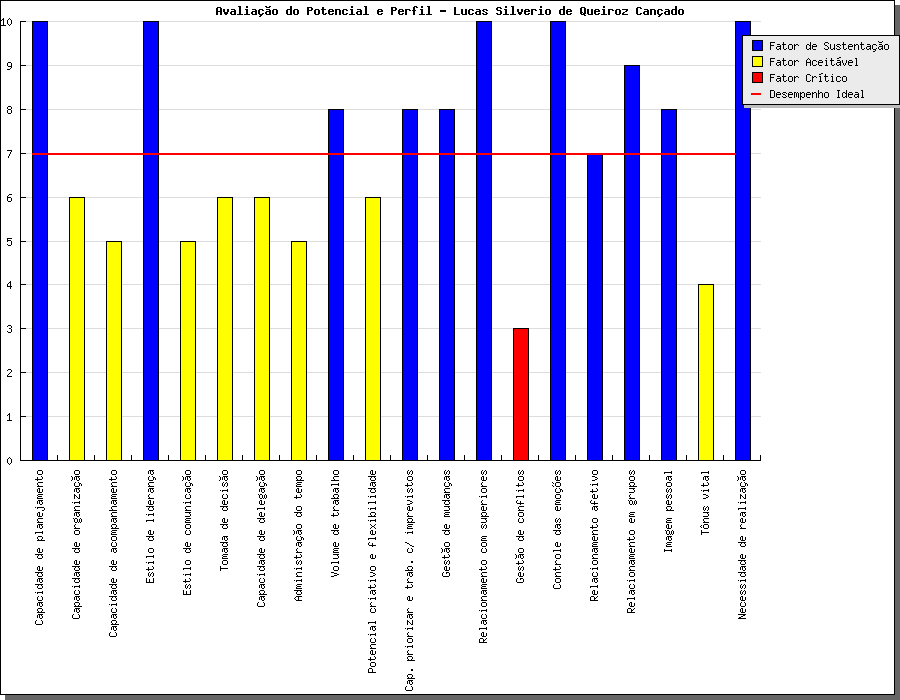 Avaliação do Potencial e Perfil - Lucas Silverio de Queiroz Cançado
Fator de Sustentação
Fator Aceitável
Fator Crítico
Desempenho Ideal
10
9
8
7
6
5
4
3
2
1
0
Capacidade de planejamento
Capacidade de organização
Capacidade de acompanhamento
Estilo de liderança
Estilo de comunicação
Tomada de decisão
Capacidade de delegação
Administração do tempo
Volume de trabalho
Potencial criativo e flexibilidade
Cap. priorizar e trab. c/ imprevistos
Gestão de mudanças
Relacionamento com superiores
Gestão de conflitos
Controle das emoções
Relacionamento afetivo
Relacionamento em grupos
Imagem pessoal
Tônus vital
Necessidade de realização